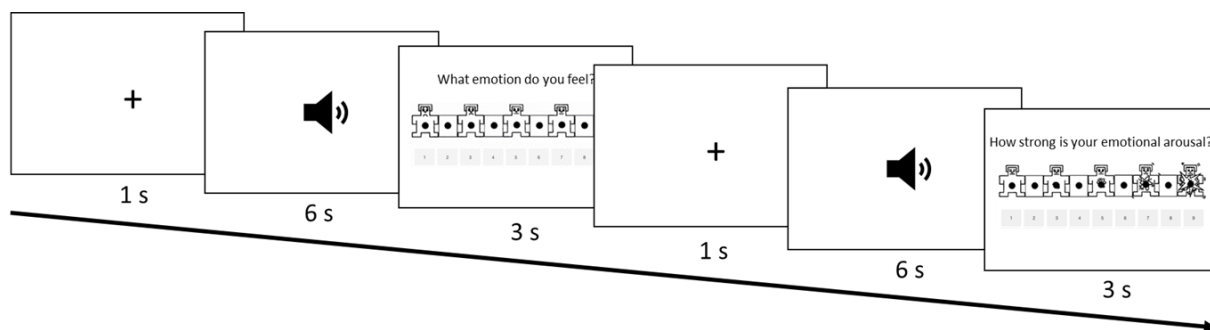 +
What emotion do you feel?
1 2 3 4 5 6 7 8
+
How strong is your emotional arousal?
1 2 3 4 5 6 7 8 9
1 s
6 s
3 s
1 s
6 s
3 s